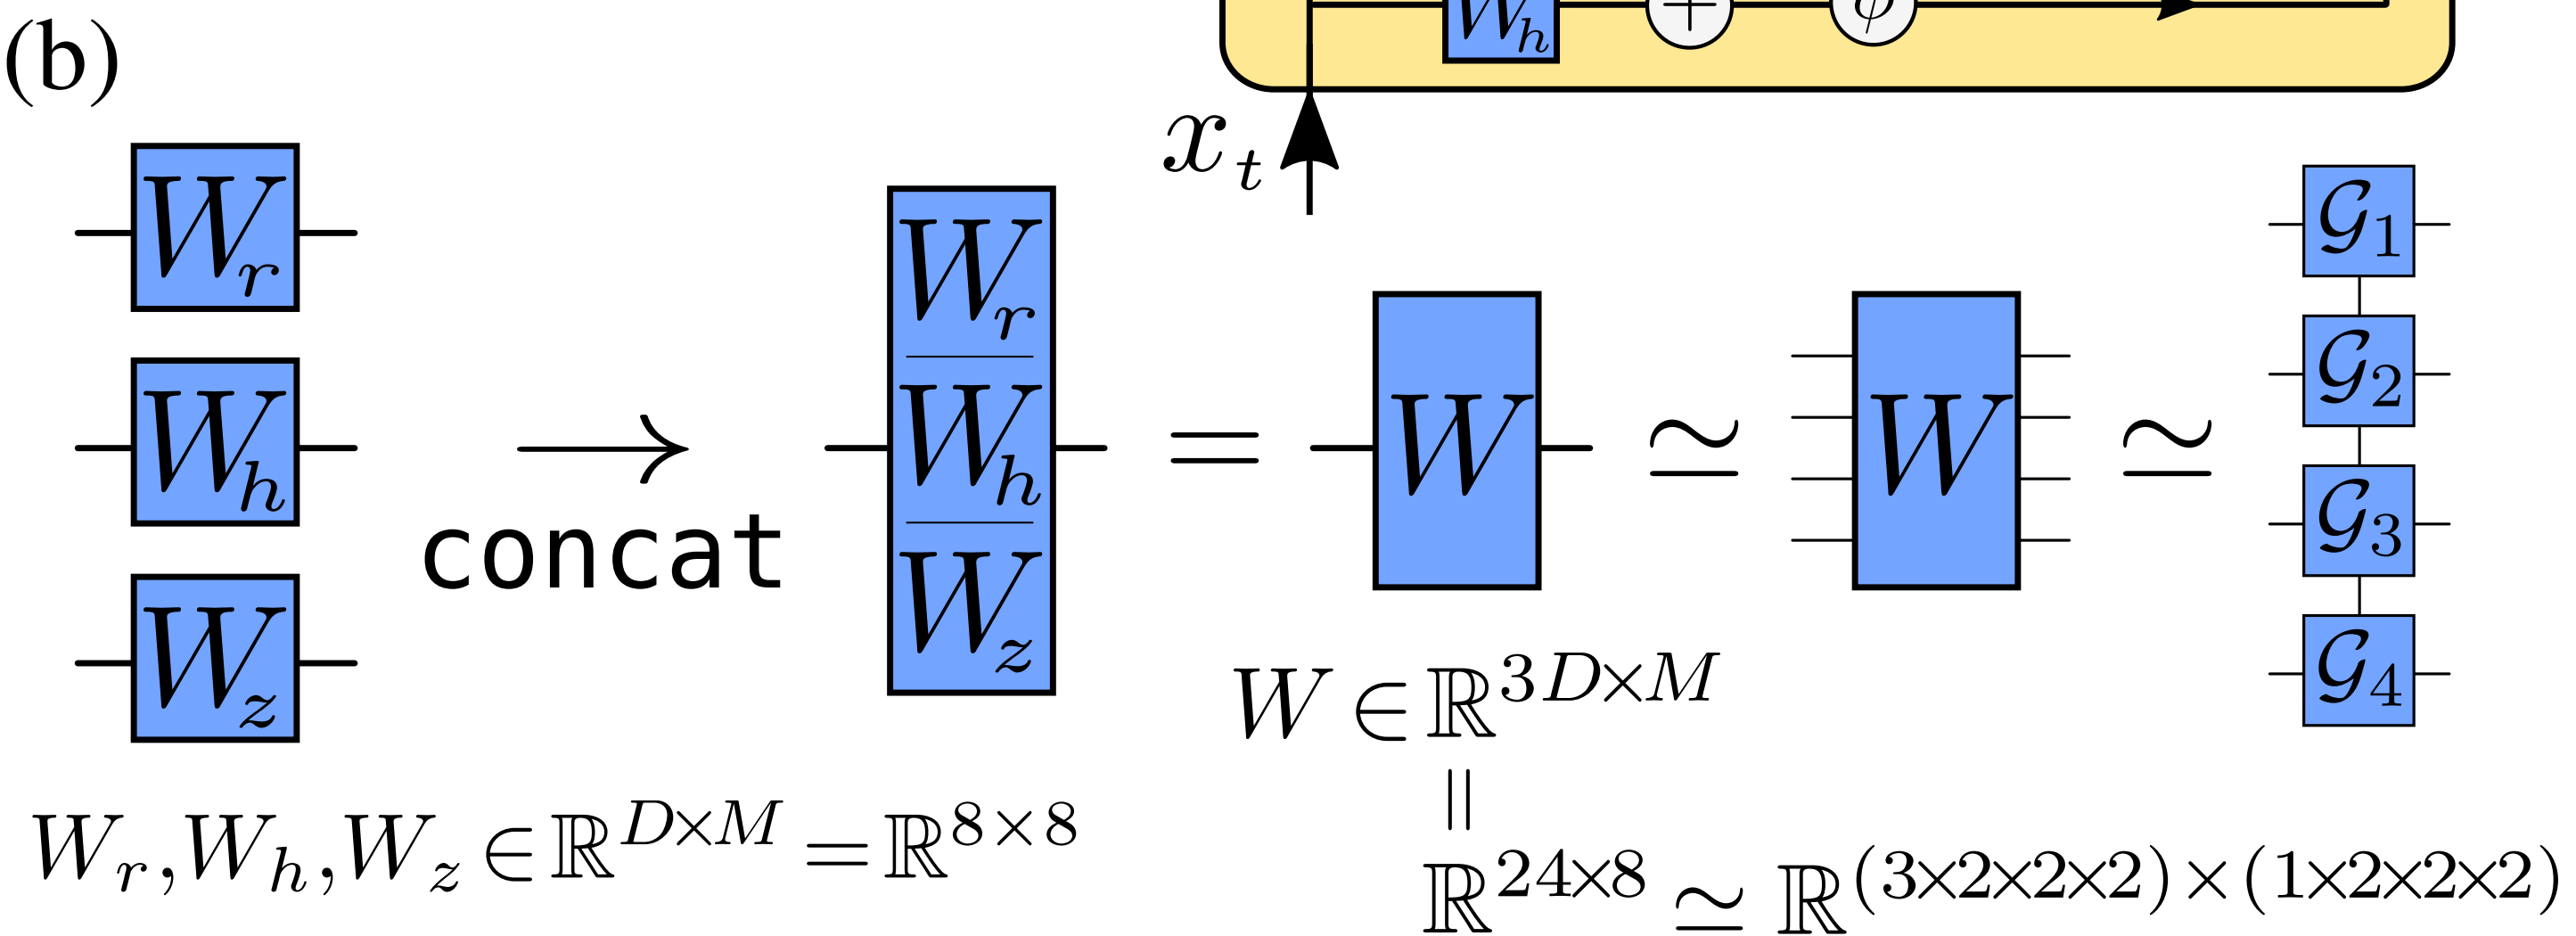 W_h + ϕ
(b)
x_t
W_r
W_h
W_z
concat
W_r
W_h
W_z
=
W
≃
W
≃
𝒢_1
𝒢_2
𝒢_3
𝒢_4
W ∈ ℝ^{3D×M}
=
W_r,W_h,W_z ∈ ℝ^{D×M} = ℝ^{8×8}
ℝ^{24×8} ≃ ℝ^{(3×2×2×2)×(1×2×2×2)}